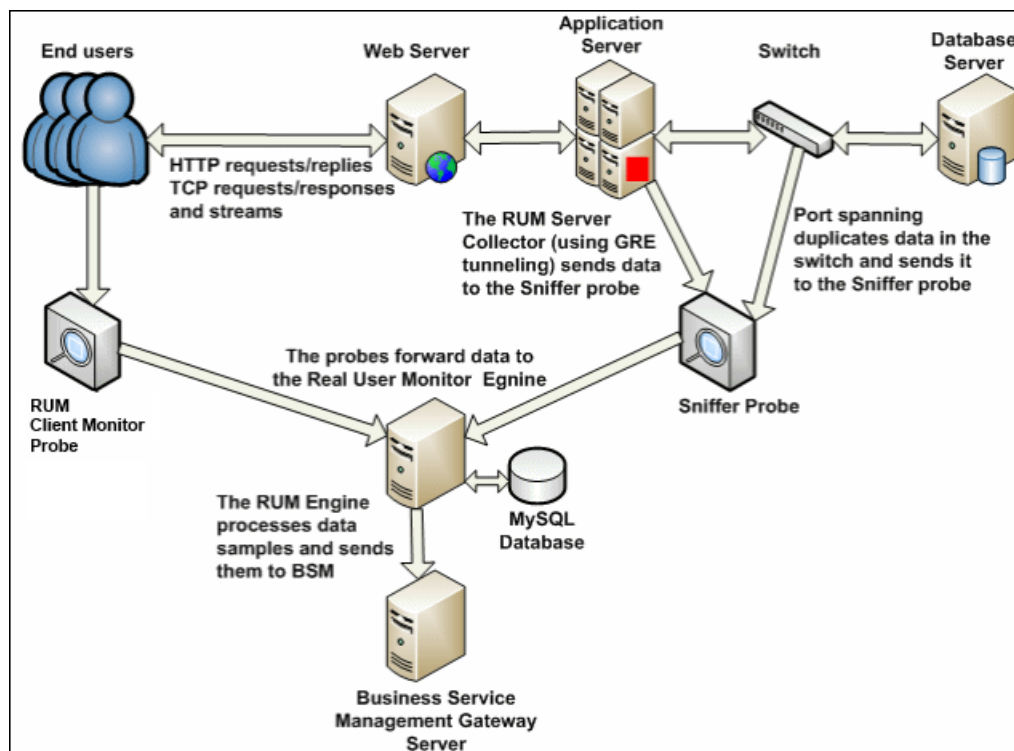 End users
Web Server
Application
Server
Switch
Database
Server
HTTP requests/replies
TCP requests/responses
and streams
The RUM Server
Collector (using GRE
tunneling) sends data
to the Sniffer probe
Port spanning
duplicates data in the
switch and sends it
to the Sniffer probe
The probes forward data to
the Real User Monitor Egnine
RUM
Client Monitor
Probe
Sniffer Probe
The RUM Engine
processes data
samples and sends
them to BSM
MySQL
Database
Business Service
Management Gateway
Server